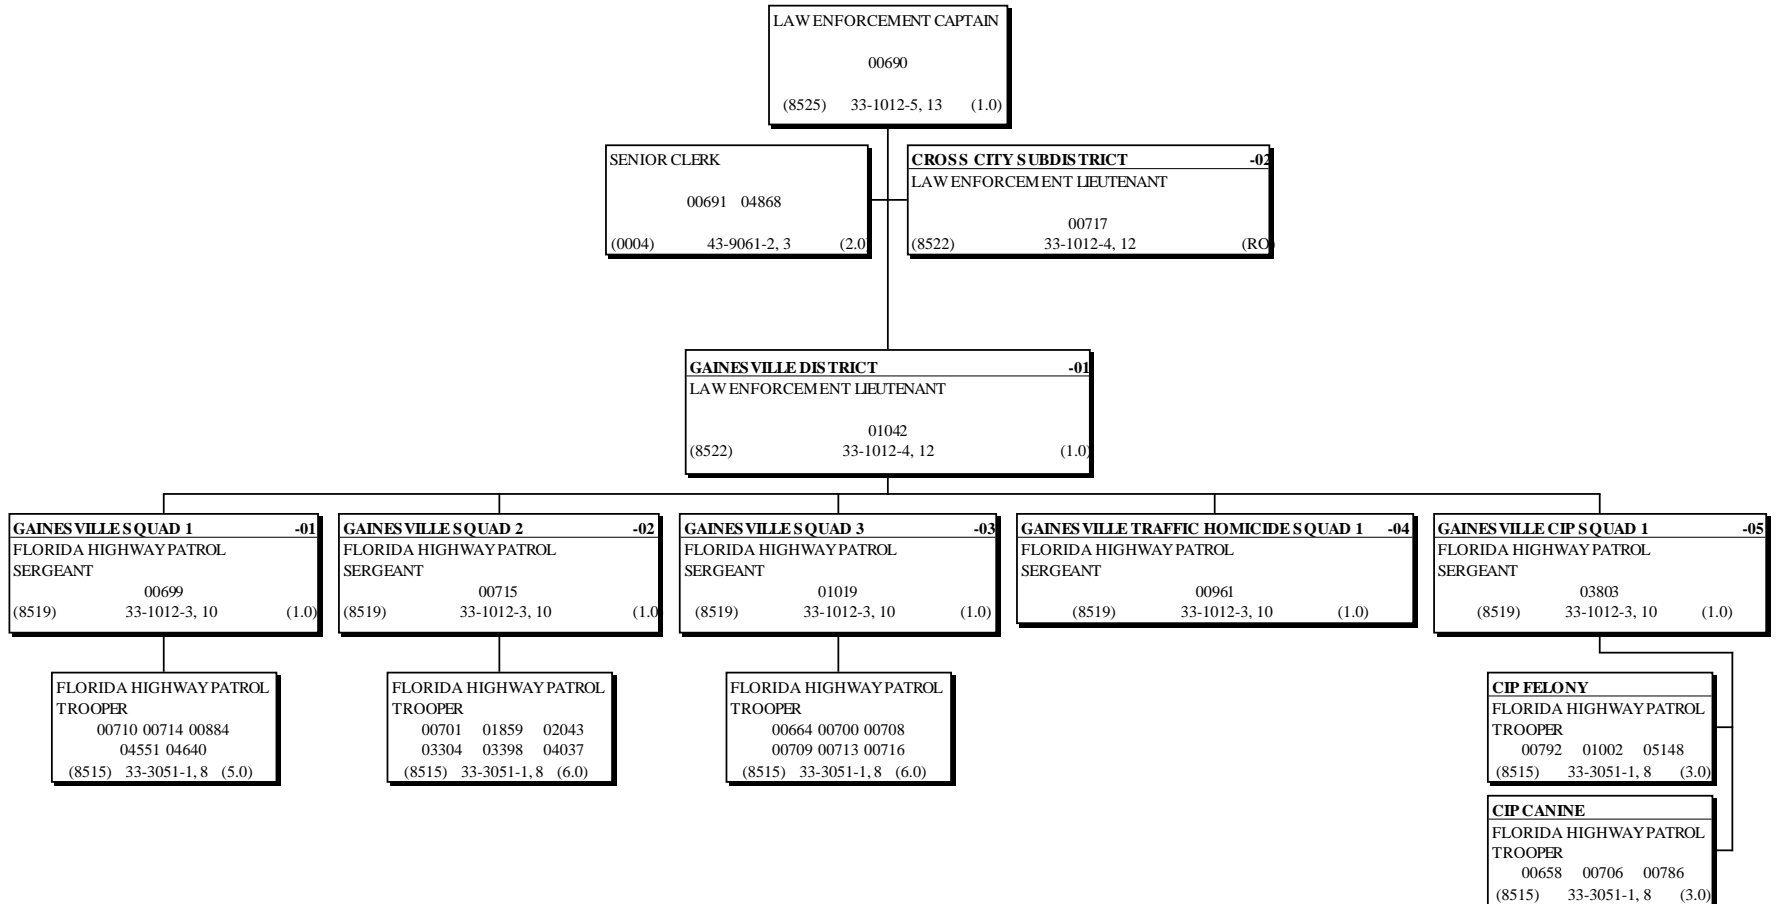 LAW ENFORCEMENT CAPTAIN
00690
(8525) 33-1012-5, 13 (1.0)
SENIOR CLERK
00691 04868
(0004) 43-9061-2, 3 (2.0
CROSS CITY SUBDISTRICT -02
LAW ENFORCEMENT LIEUTENANT
00717
(8522) 33-1012-4, 12 (RO)
GAINESVILLE DISTRICT -01
LAW ENFORCEMENT LIEUTENANT
01042
(8522) 33-1012-4, 12 (1.0)
GAINESVILLE SQUAD 1 -01
FLORIDA HIGHWAY PATROL
SERGEANT
00699
(8519) 33-1012-3, 10 (1.0)
GAINESVILLE SQUAD 2 -02
FLORIDA HIGHWAY PATROL
SERGEANT
00715
(8519) 33-1012-3, 10 (1.0
GAINESVILLE SQUAD 3 -03
FLORIDA HIGHWAY PATROL
SERGEANT
01019
(8519) 33-1012-3, 10 (1.0)
GAINESVILLE TRAFFIC HOMICIDE SQUAD 1 -04
FLORIDA HIGHWAY PATROL
SERGEANT
00961
(8519) 33-1012-3, 10 (1.0)
GAINESVILLE CIP SQUAD 1 -05
FLORIDA HIGHWAY PATROL
SERGEANT
03803
(8519) 33-1012-3, 10 (1.0)
FLORIDA HIGHWAY PATROL
TROOPER
00710 00714 00884
04551 04640
(8515) 33-3051-1, 8 (5.0)
FLORIDA HIGHWAY PATROL
TROOPER
00701 01859 02043
03304 03398 04037
(8515) 33-3051-1, 8 (6.0)
FLORIDA HIGHWAY PATROL
TROOPER
00664 00700 00708
00709 00713 00716
(8515) 33-3051-1, 8 (6.0)
CIP FELONY
FLORIDA HIGHWAY PATROL
TROOPER
00792 01002 05148
(8515) 33-3051-1, 8 (3.0)
CIP CANINE
FLORIDA HIGHWAY PATROL
TROOPER
00658 00706 00786
(8515) 33-3051-1, 8 (3.0)